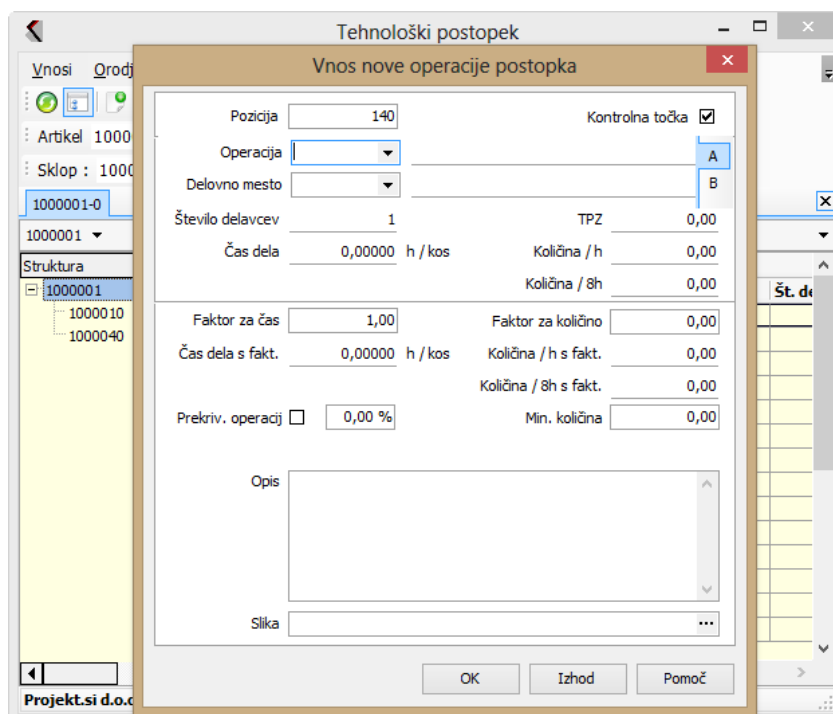 Tehnološki postopek
Vnosi Orodj
Vnos nove operacije postopka
Artikel 1000
Sklop : 1000
1000001-0
1000001
Struktura
1000001
1000010
1000040
Pozicija 140 Kontrolna točka
Operacija A
Delovno mesto B
Število delavcev 1 TPZ 0,00
Čas dela 0,00000 h / kos Količina / h 0,00
Količina / 8h 0,00
Št. de
Faktor za čas 1,00 Faktor za količino 0,00
Čas dela s fakt. 0,00000 h / kos Količina / h s fakt. 0,00
Količina / 8h s fakt. 0,00
Prekriv. operacij 0,00 % Min. količina 0,00
Opis
Slika ...
OK Izhod Pomoč
Projekt.si d.o.o